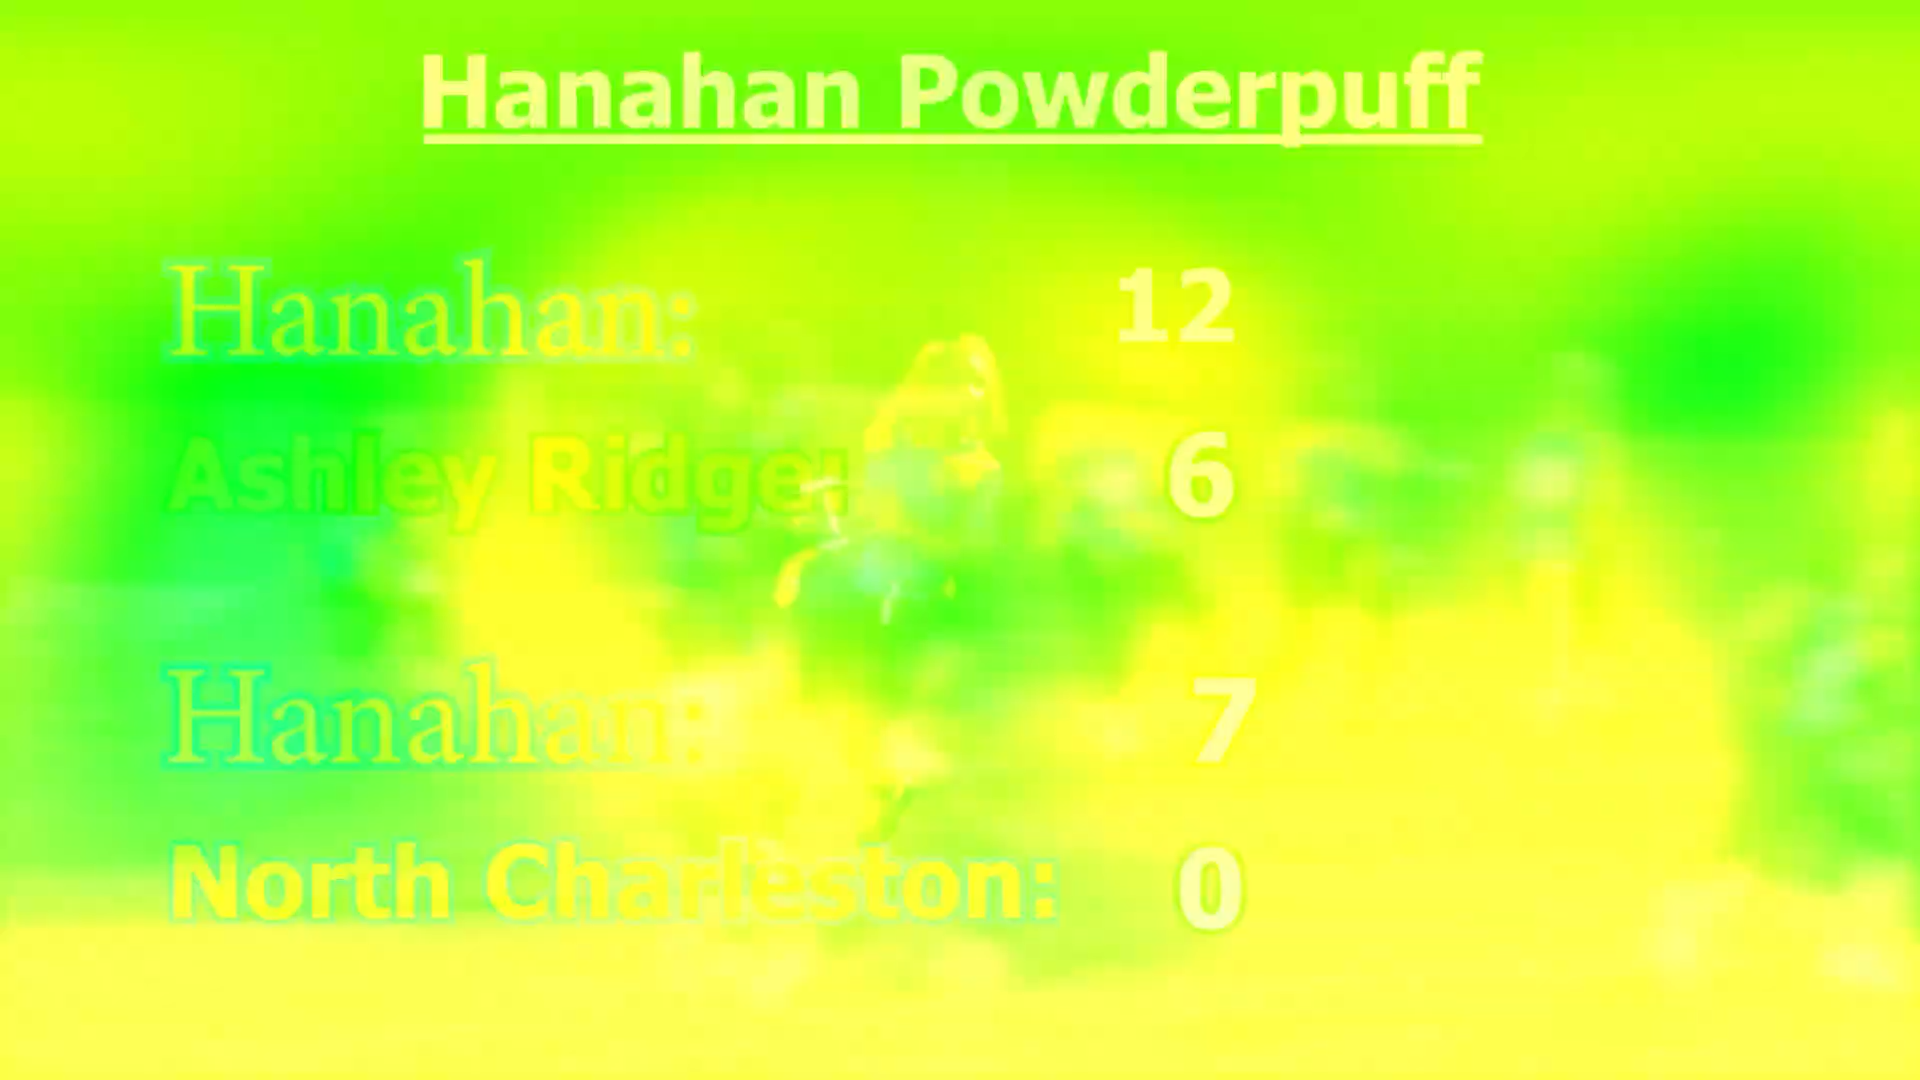 Hanahan Powderpuff
Hanahan: 12
Ashley Ridge: 6
Hanahan: 7
North Charleston: 0